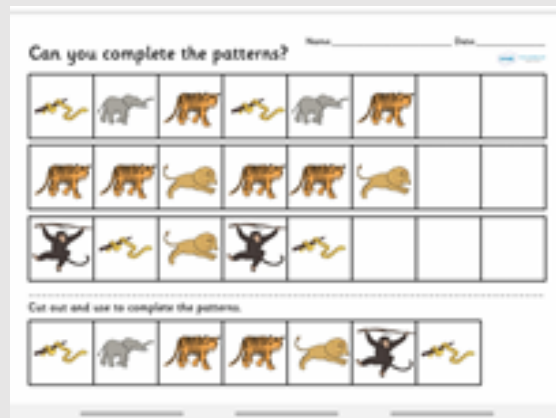 Name Date
Can you complete the patterns?
Cut out and use to complete the patterns.